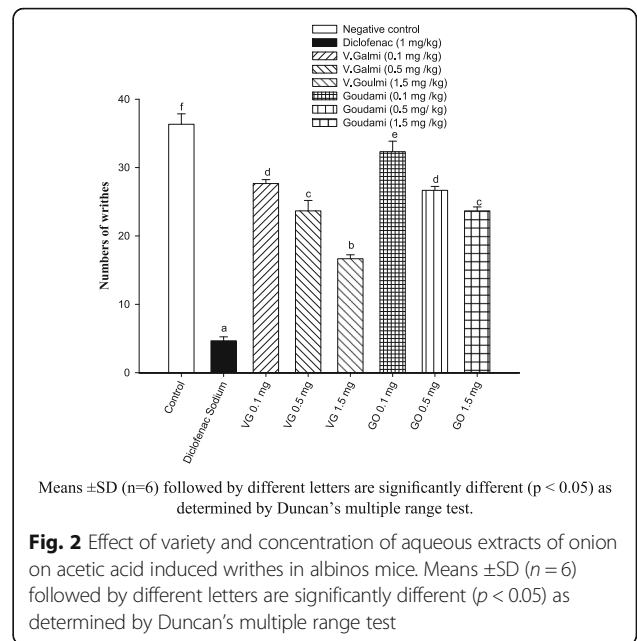 Negative control
Diclofenac (1 mg/kg)
V.Galmi (0.1 mg /kg)
V.Galmi (0.5 mg /kg)
V.Goulmi (1.5 mg /kg)
Goudami (0.1 mg /kg)
Goudami (0.5 mg/ kg)
Goudami (1.5 mg /kg)
Numbers of writhes
40
30
20
10
0
f
a
d
c
b
e
d
c
Control
Diclofenac Sodium
VG 0.1 mg
VG 0.5 mg
VG 1.5 mg
GO 0.1 mg
GO 0.5 mg
GO 1.5 mg
Means ±SD (n=6) followed by different letters are significantly different (p < 0.05) as
determined by Duncan's multiple range test.
Fig. 2 Effect of variety and concentration of aqueous extracts of onion
on acetic acid induced writhes in albinos mice. Means ±SD (n = 6)
followed by different letters are significantly different (p < 0.05) as
determined by Duncan's multiple range test